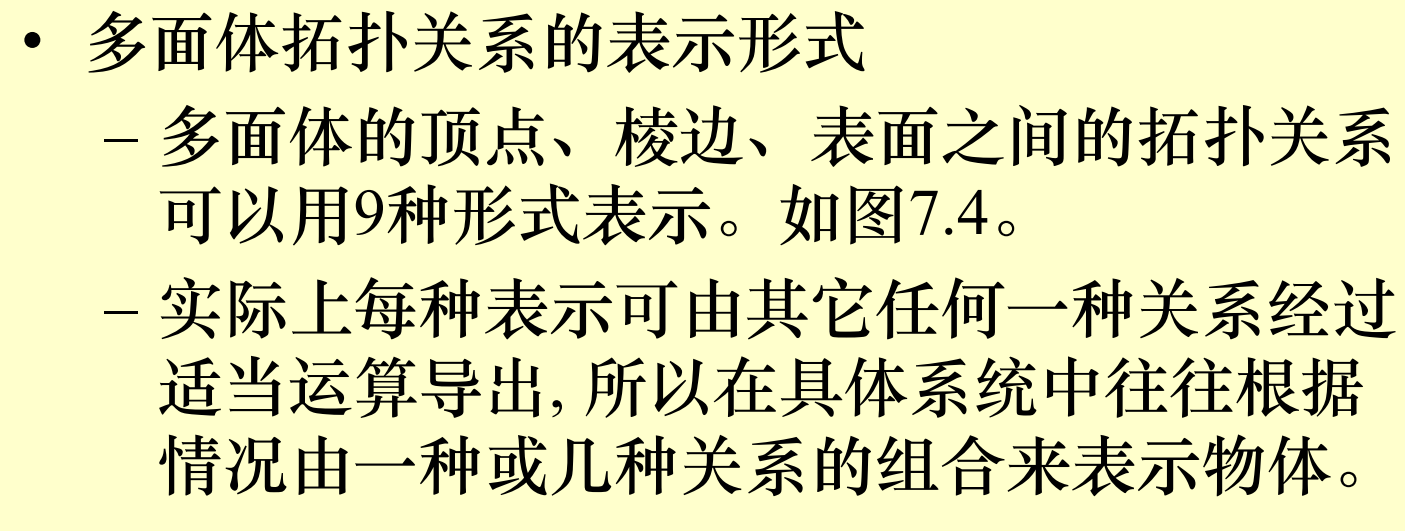 • 多面体拓扑关系的表示形式
– 多面体的顶点、棱边、表面之间的拓扑关系
可以用9种形式表示。如图7.4。
– 实际上每种表示可由其它任何一种关系经过
适当运算导出, 所以在具体系统中往往根据
情况由一种或几种关系的组合来表示物体。